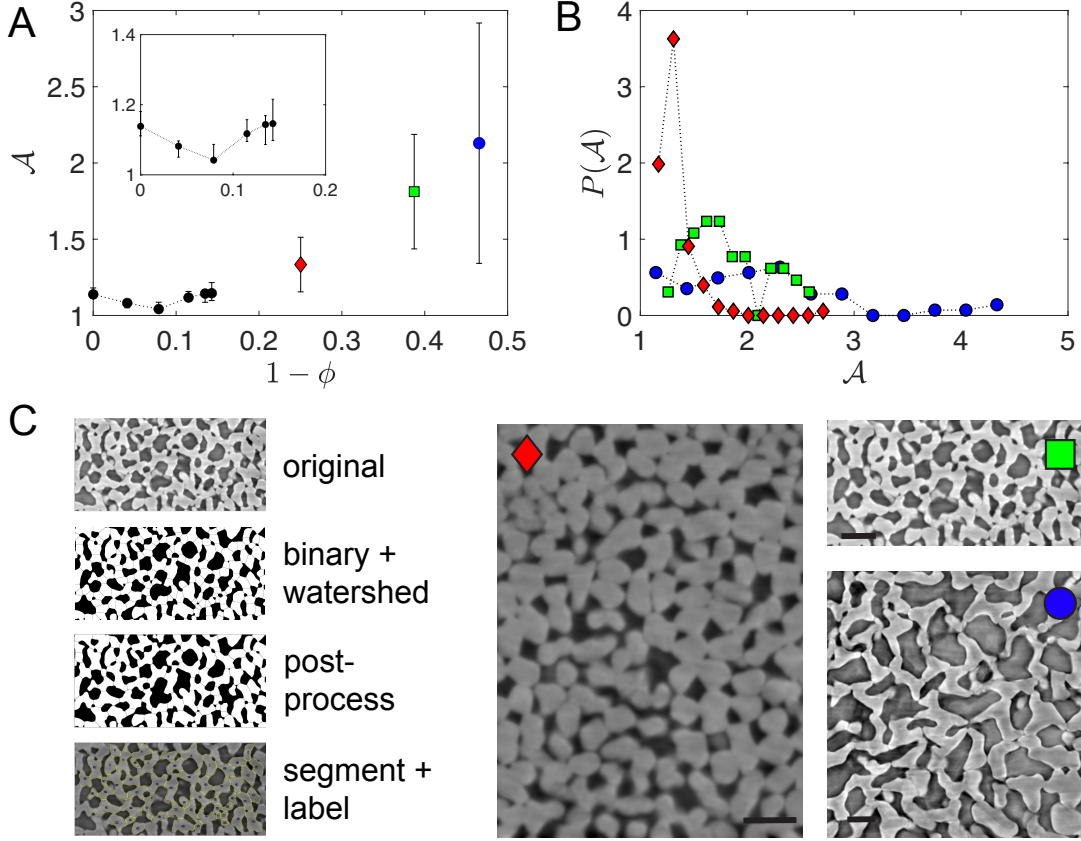 A
3
2.5
2
1.5
1
𝒜
0 0.1 0.2 0.3 0.4 0.5
1 − ϕ
1.4
1.2
1
0 0.1 0.2
B
4
3
2
1
0
P(𝒜)
1 2 3 4 5
𝒜
C
original
binary +
watershed
post-
process
segment +
label